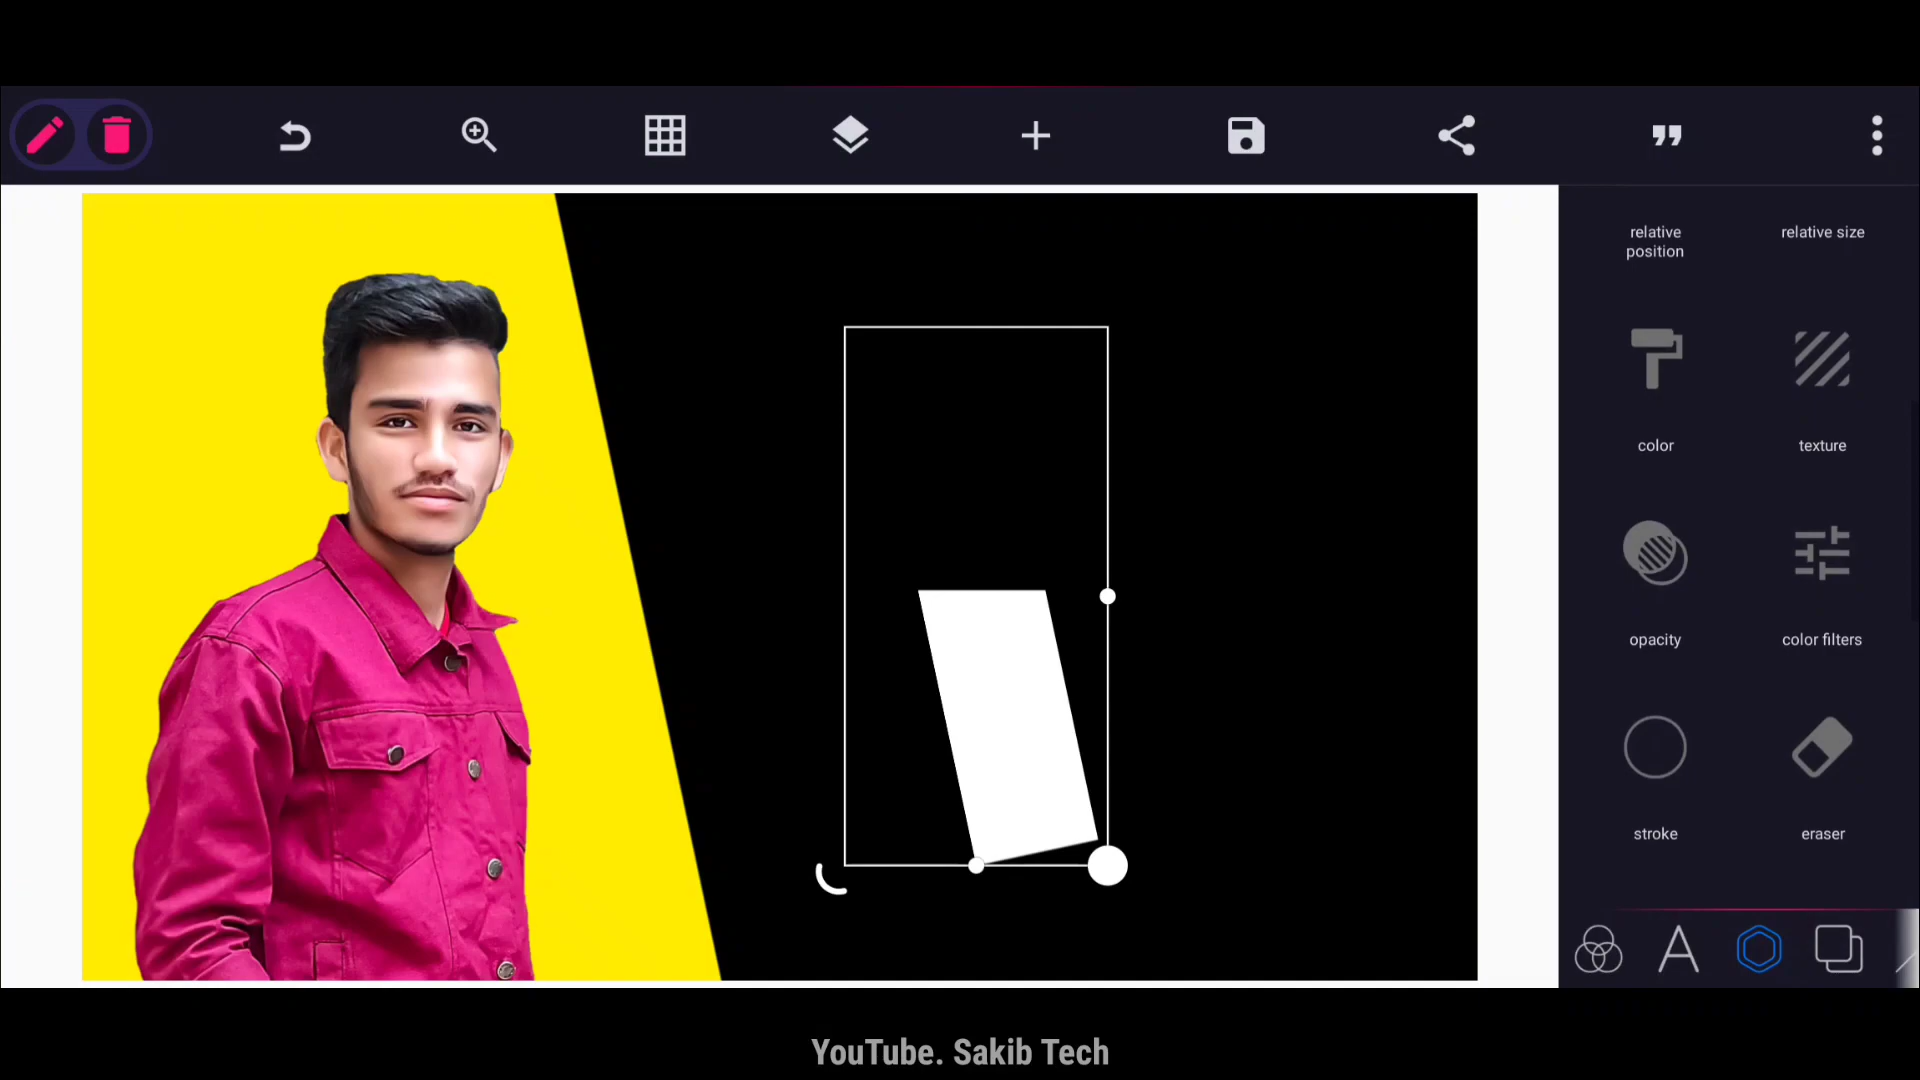 relative
position
relative size
color
texture
opacity
color filters
stroke
eraser
YouTube. Sakib Tech